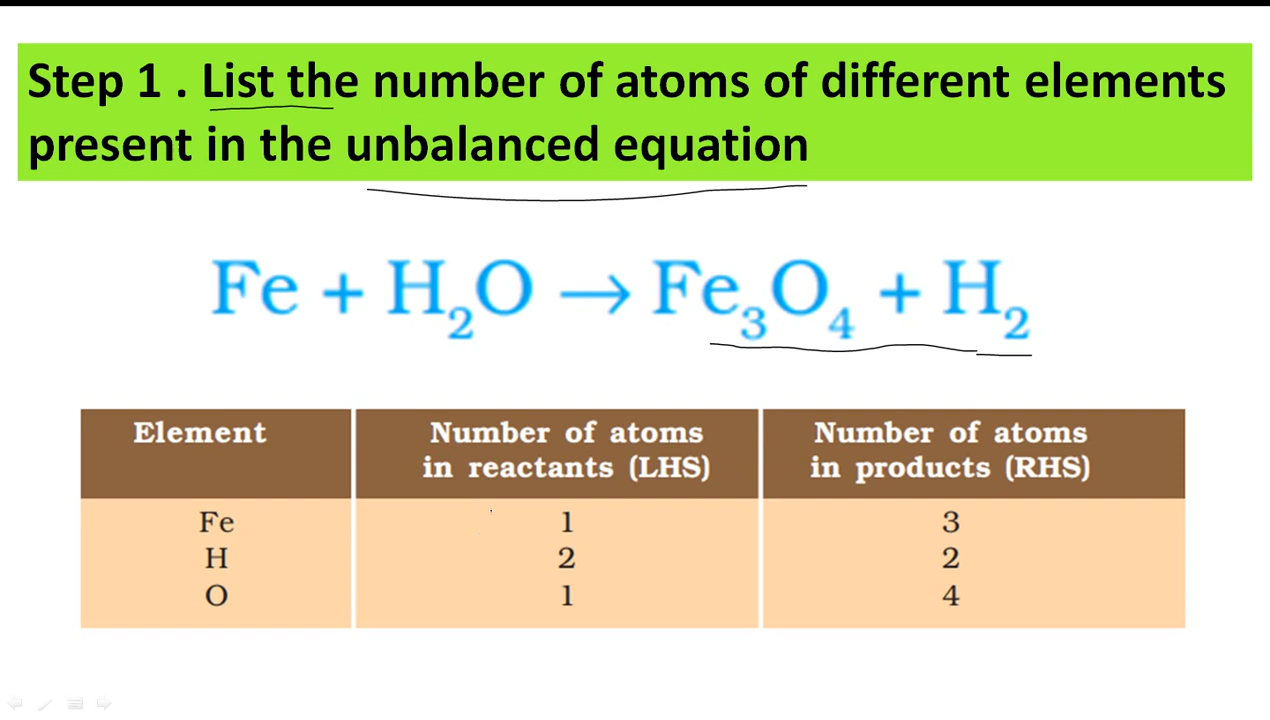 Step 1 . List the number of atoms of different elements
present in the unbalanced equation
Fe + H₂O → Fe₃O₄ + H₂
Element Number of atoms in reactants (LHS) Number of atoms in products (RHS)
Fe 1 3
H 2 2
O 1 4